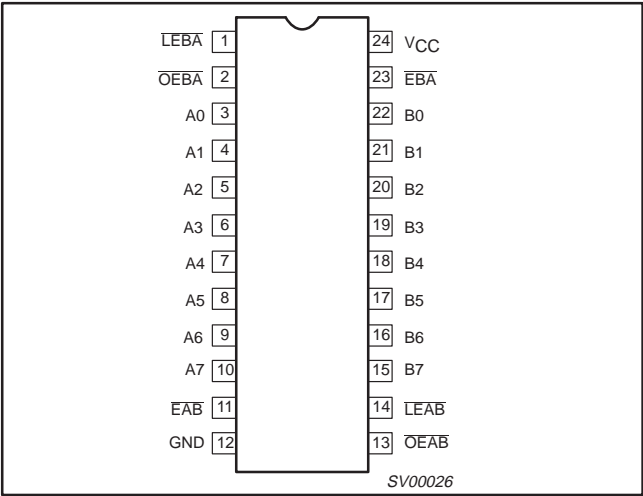 LEBA 1 24 VCC
OEBA 2 23 EBA
A0 3 22 B0
A1 4 21 B1
A2 5 20 B2
A3 6 19 B3
A4 7 18 B4
A5 8 17 B5
A6 9 16 B6
A7 10 15 B7
EAB 11 14 LEAB
GND 12 13 OEAB
SV00026